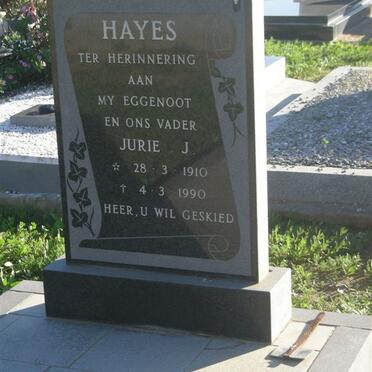 HAYES
TER HERINNERING
AAN
MY EGGENOOT
EN ONS VADER
JURIE J
☆ 28 · 3 · 1910
† 4 · 3 · 1990
HEER, U WIL GESKIED